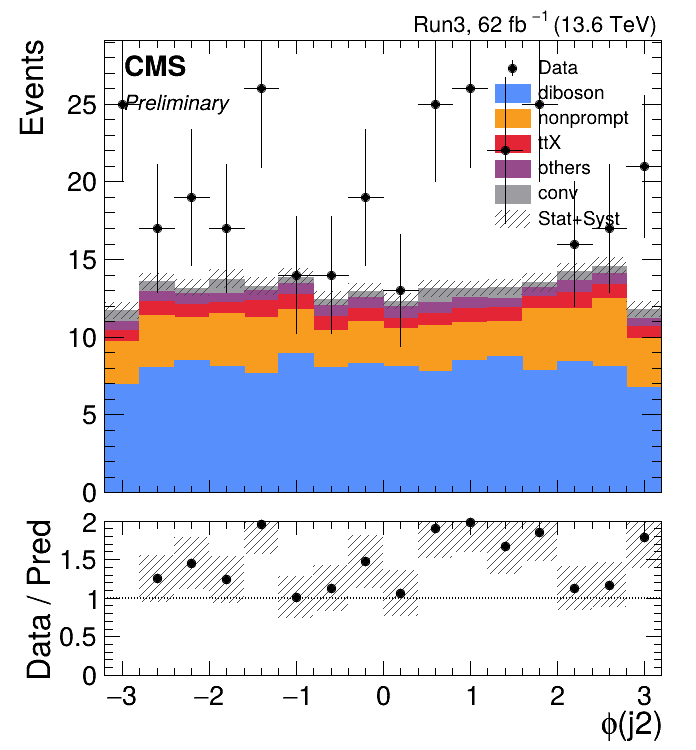 Run3, 62 fb⁻¹ (13.6 TeV)
CMS
Preliminary
Events
25
20
15
10
5
0
Data
diboson
nonprompt
ttX
others
conv
Stat+Syst
Data / Pred
2
1.5
1
0.5
0
−3 −2 −1 0 1 2 3
ϕ(j2)